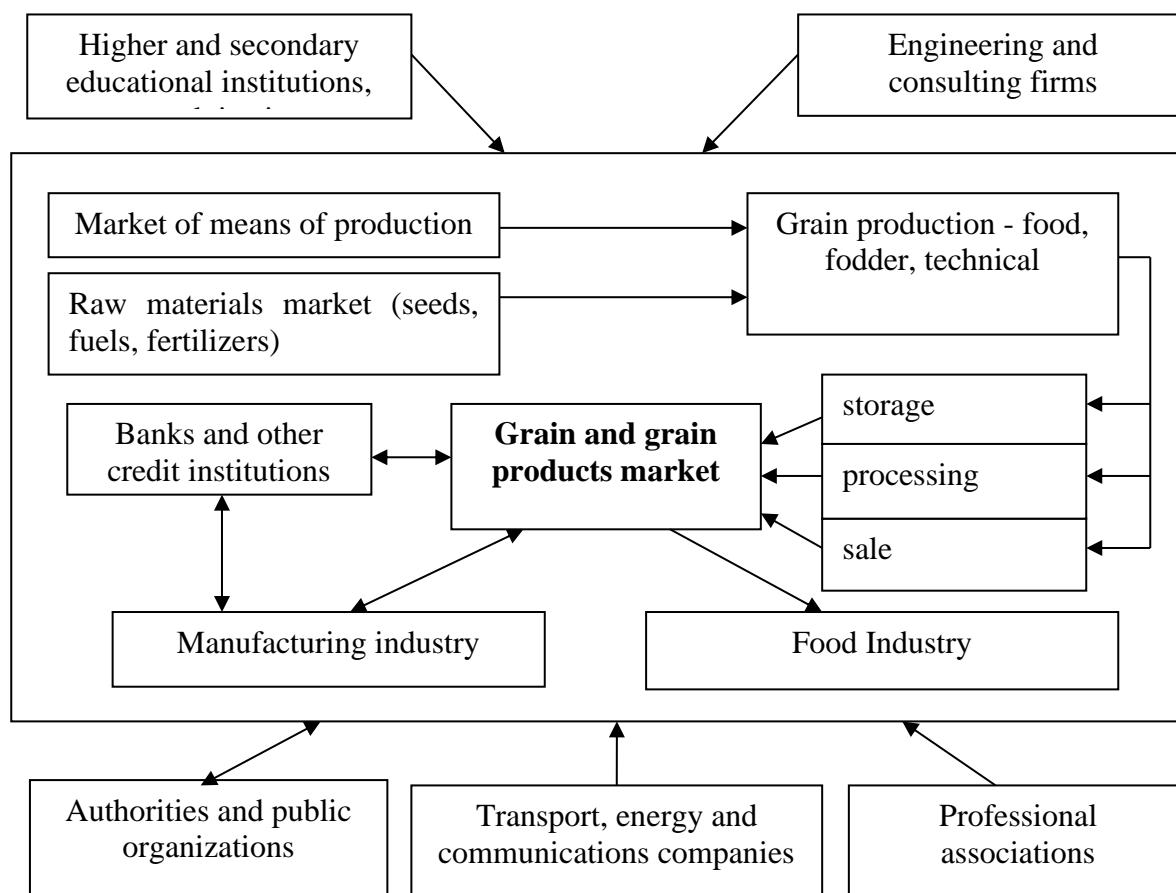 Higher and secondary
educational institutions,
Engineering and
consulting firms
Market of means of production
Grain production - food,
fodder, technical
Raw materials market (seeds,
fuels, fertilizers)
storage
Banks and other
credit institutions
Grain and grain
products market
processing
sale
Manufacturing industry
Food Industry
Authorities and public
organizations
Transport, energy and
communications companies
Professional
associations